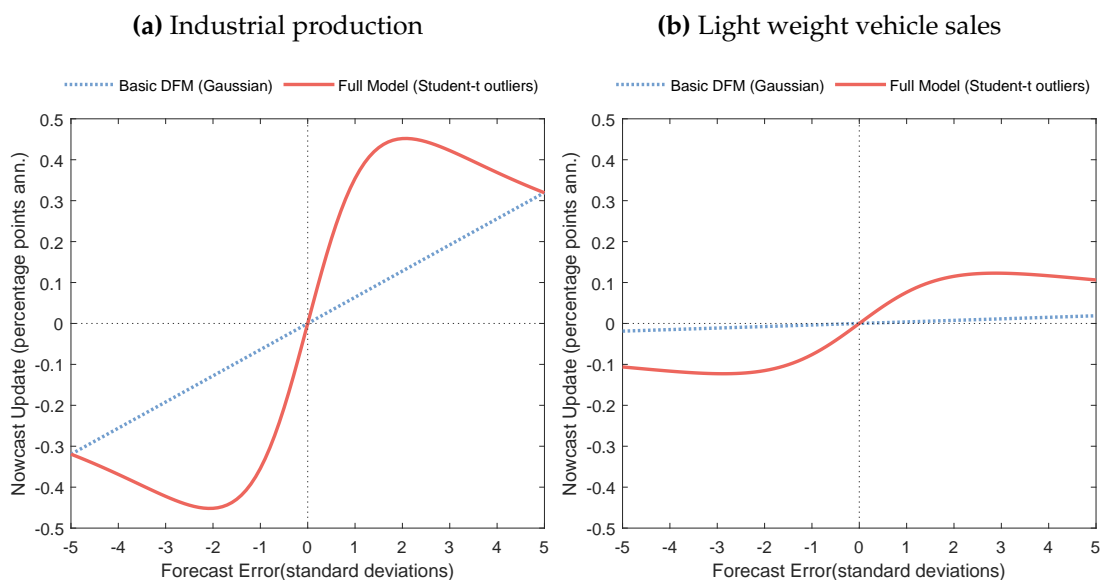 (a) Industrial production
Basic DFM (Gaussian) Full Model (Student-t outliers)
Nowcast Update (percentage points ann.)
0.5
0.4
0.3
0.2
0.1
0
-0.1
-0.2
-0.3
-0.4
-0.5
-5 -4 -3 -2 -1 0 1 2 3 4 5
Forecast Error(standard deviations)
(b) Light weight vehicle sales
Basic DFM (Gaussian) Full Model (Student-t outliers)
Nowcast Update (percentage points ann.)
0.5
0.4
0.3
0.2
0.1
0
-0.1
-0.2
-0.3
-0.4
-0.5
-5 -4 -3 -2 -1 0 1 2 3 4 5
Forecast Error(standard deviations)